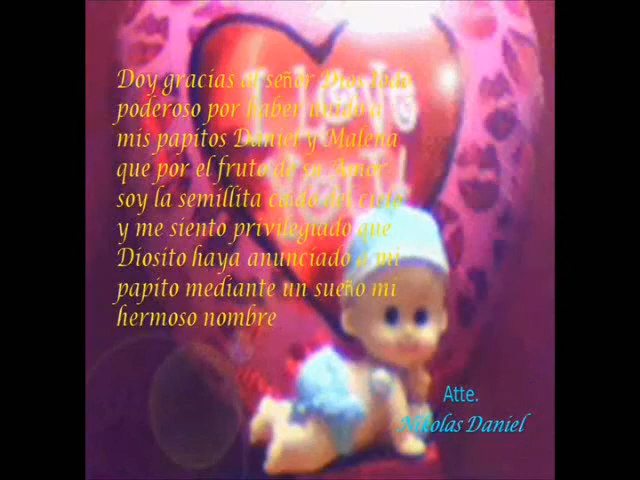 Doy gracias al señor Dios todo
poderoso por haber unido a
mis papitos Daniel y Malena
que por el fruto de su Amor
soy la semillita caido del cielo
y me siento privilegiado que
Diosito haya anunciado a mi
papito mediante un sueño mi
hermoso nombre
Atte.
Nikolas Daniel